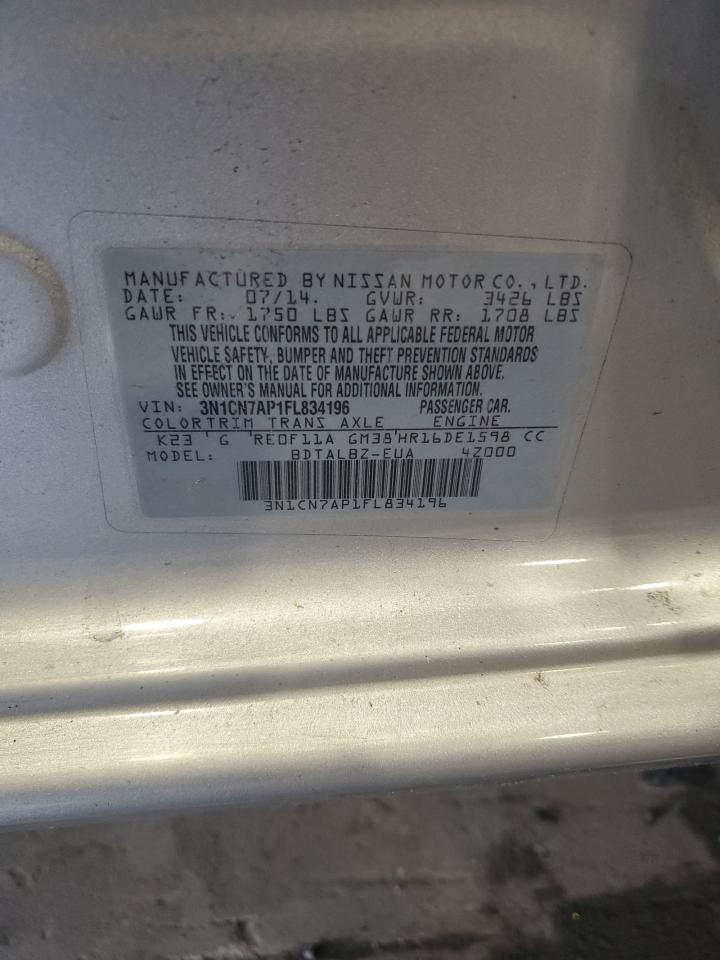 MANUFACTURED BY NISSAN MOTOR CO., LTD.
DATE: 07/14. GVWR: 3426 LBS
GAWR FR: 1750 LBS GAWR RR: 1708 LBS
THIS VEHICLE CONFORMS TO ALL APPLICABLE FEDERAL MOTOR
VEHICLE SAFETY, BUMPER AND THEFT PREVENTION STANDARDS
IN EFFECT ON THE DATE OF MANUFACTURE SHOWN ABOVE.
SEE OWNER'S MANUAL FOR ADDITIONAL INFORMATION.
VIN: 3N1CN7AP1FL834196 PASSENGER CAR.
COLOR TRIM TRANS AXLE ENGINE
K23 'G 'RE0F11A GM38'HR16DE1598 CC
MODEL: BDTALBZ-EUA 4Z000
3N1CN7AP1FL834196